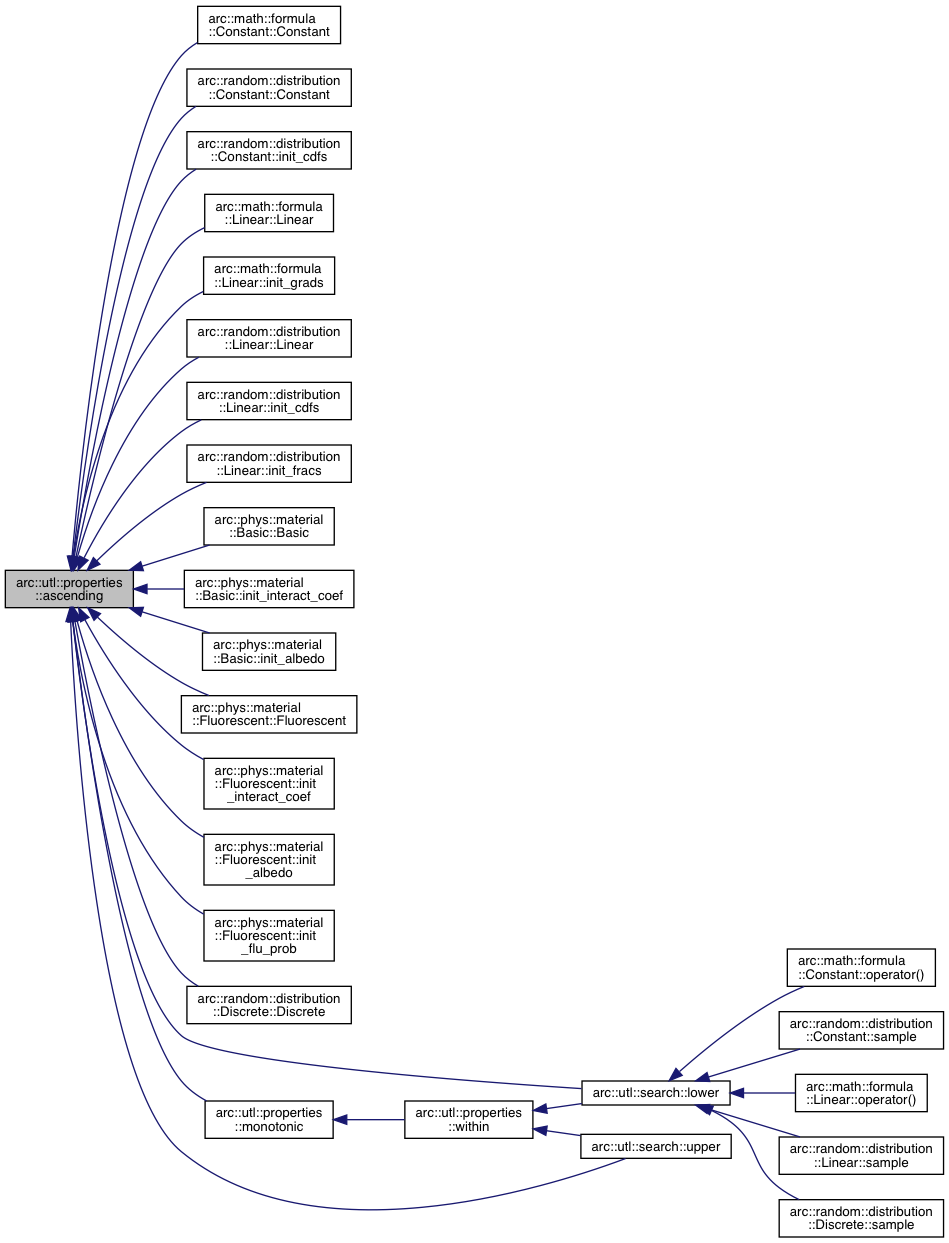 arc::math::formula
::Constant::Constant
arc::random::distribution
::Constant::Constant
arc::random::distribution
::Constant::init_cdfs
arc::math::formula
::Linear::Linear
arc::math::formula
::Linear::init_grads
arc::random::distribution
::Linear::Linear
arc::random::distribution
::Linear::init_cdfs
arc::random::distribution
::Linear::init_fracs
arc::phys::material
::Basic::Basic
arc::utl::properties
::ascending
arc::phys::material
::Basic::init_interact_coef
arc::phys::material
::Basic::init_albedo
arc::phys::material
::Fluorescent::Fluorescent
arc::phys::material
::Fluorescent::init
_interact_coef
arc::phys::material
::Fluorescent::init
_albedo
arc::phys::material
::Fluorescent::init
_flu_prob
arc::random::distribution
::Discrete::Discrete
arc::utl::properties
::monotonic
arc::utl::properties
::within
arc::utl::search::lower
arc::utl::search::upper
arc::math::formula
::Constant::operator()
arc::random::distribution
::Constant::sample
arc::math::formula
::Linear::operator()
arc::random::distribution
::Linear::sample
arc::random::distribution
::Discrete::sample